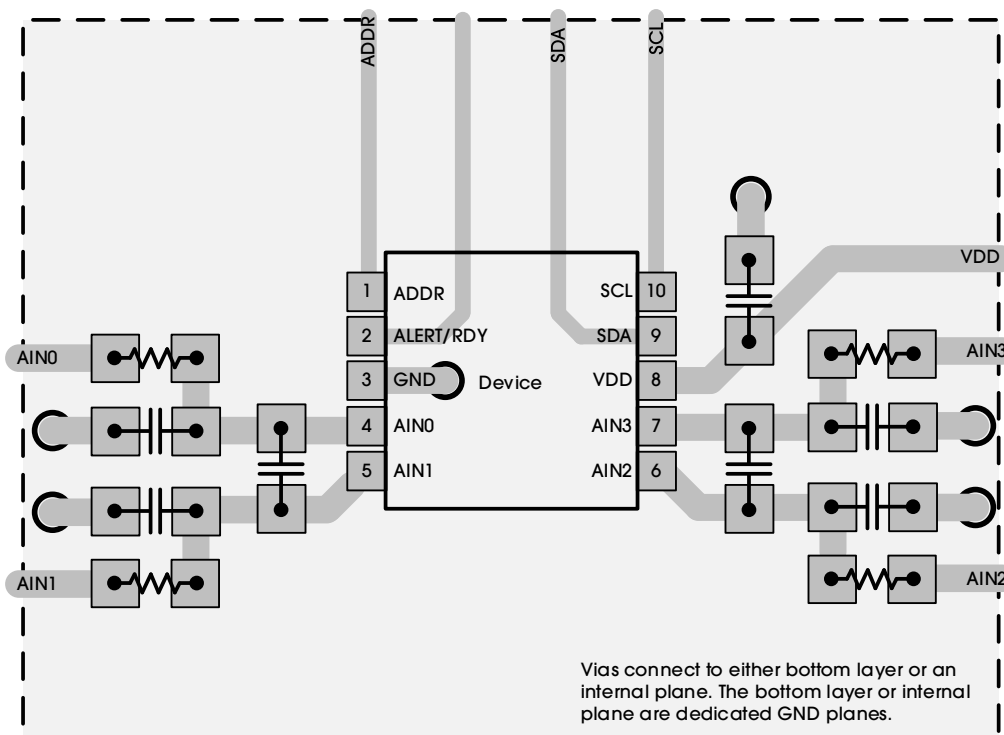 ADDR
SDA
SCL
VDD
1
ADDR
SCL
10
2
ALERT/RDY
SDA
9
3
GND
Device
VDD
8
4
AIN0
AIN3
7
5
AIN1
AIN2
6
AIN0
AIN3
AIN1
AIN2
Vias connect to either bottom layer or an
internal plane. The bottom layer or internal
plane are dedicated GND planes.